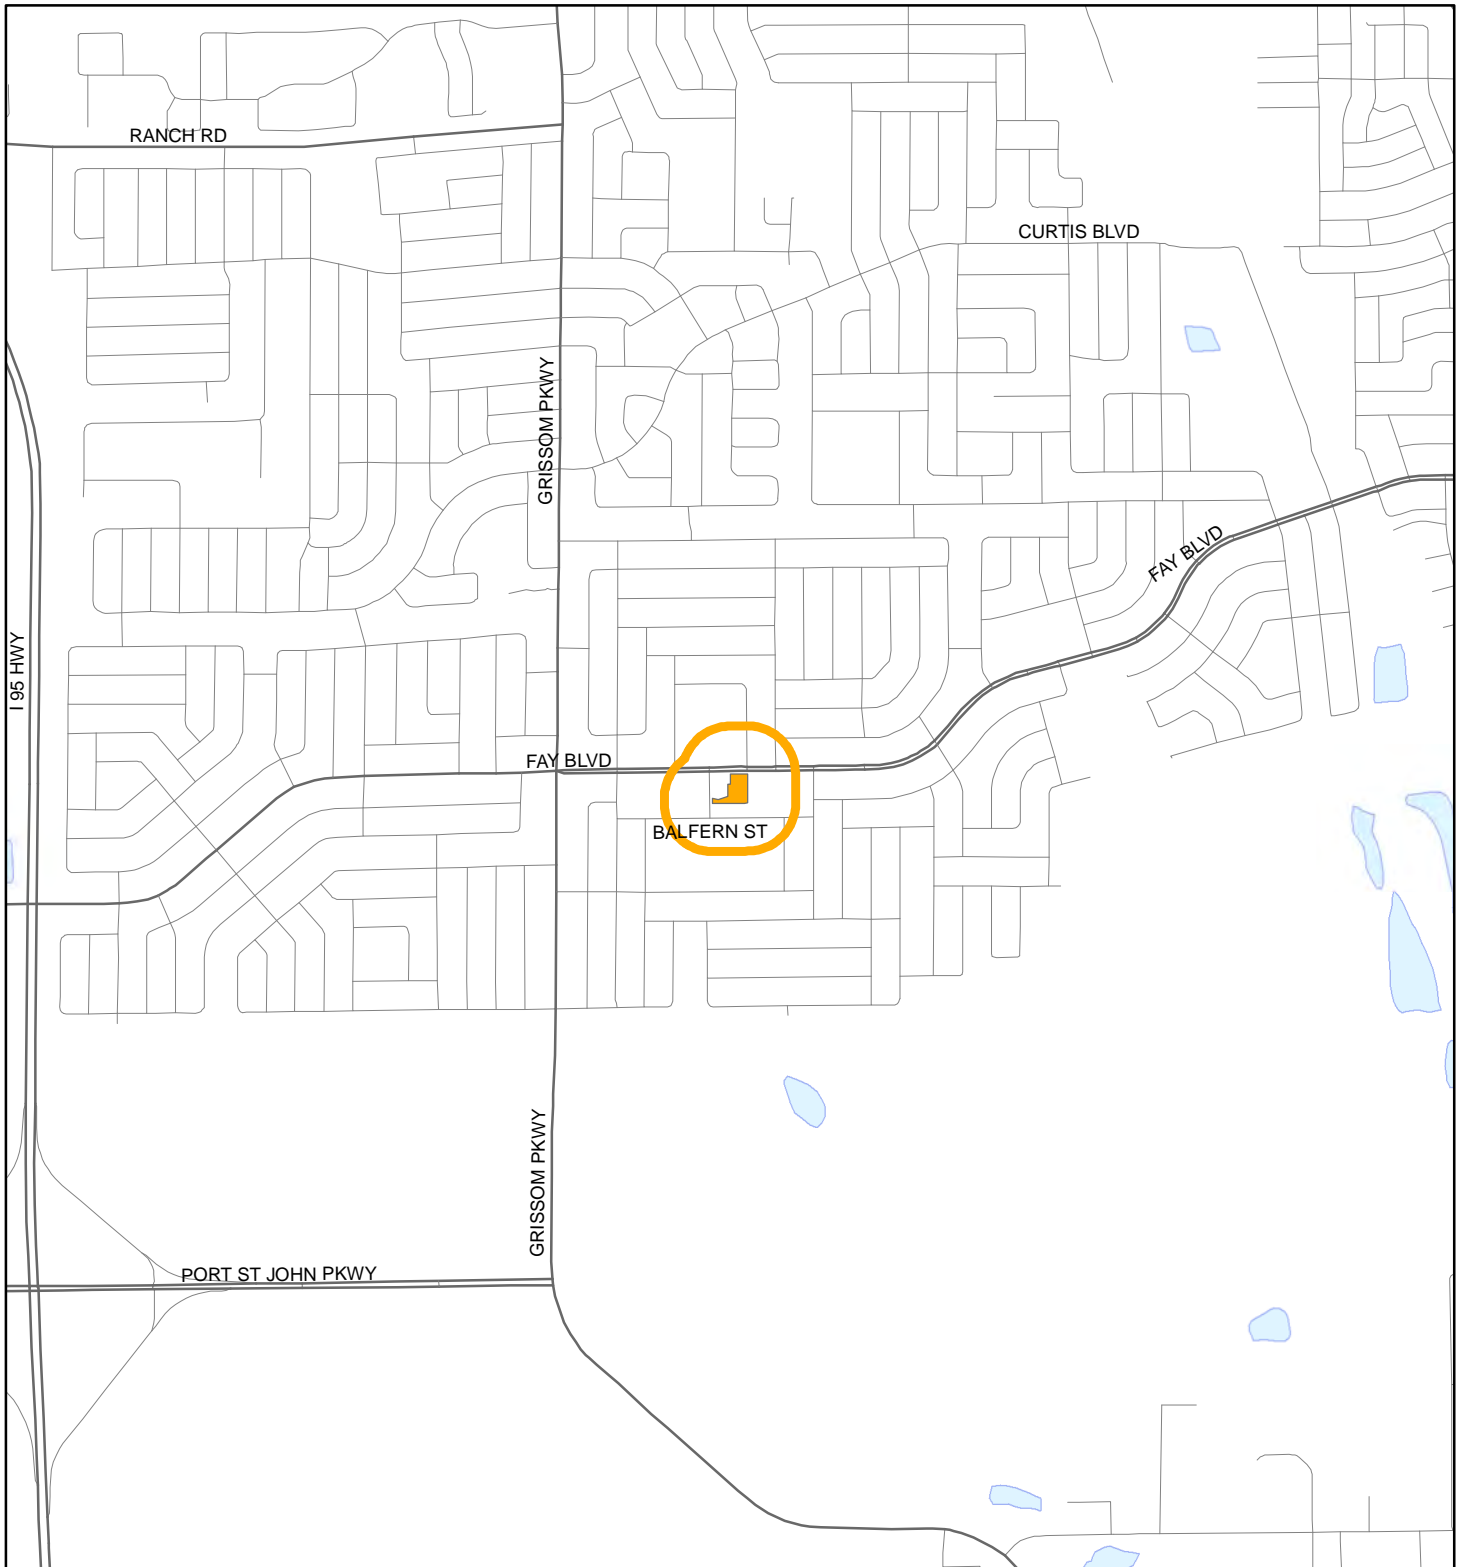 RANCH RD
CURTIS BLVD
GRISSOM PKWY
FAY BLVD
I 95 HWY
FAY BLVD
BALFERN ST
GRISSOM PKWY
PORT ST JOHN PKWY